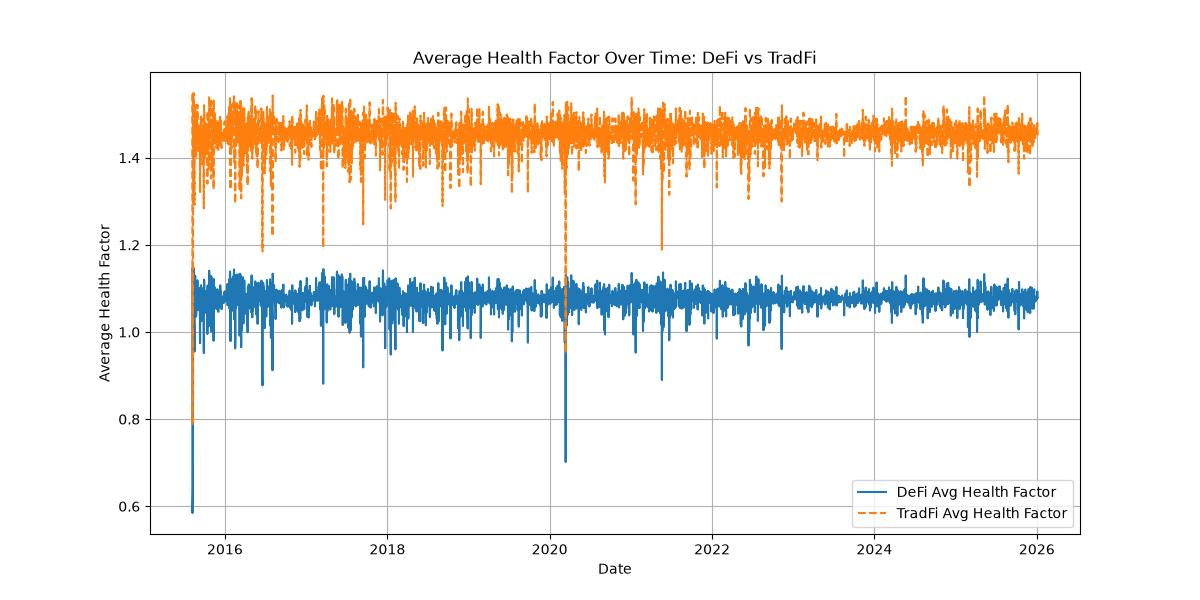 Average Health Factor Over Time: DeFi vs TradFi
Average Health Factor
1.4
1.2
1.0
0.8
0.6
DeFi Avg Health Factor
TradFi Avg Health Factor
2016 2018 2020 2022 2024 2026
Date